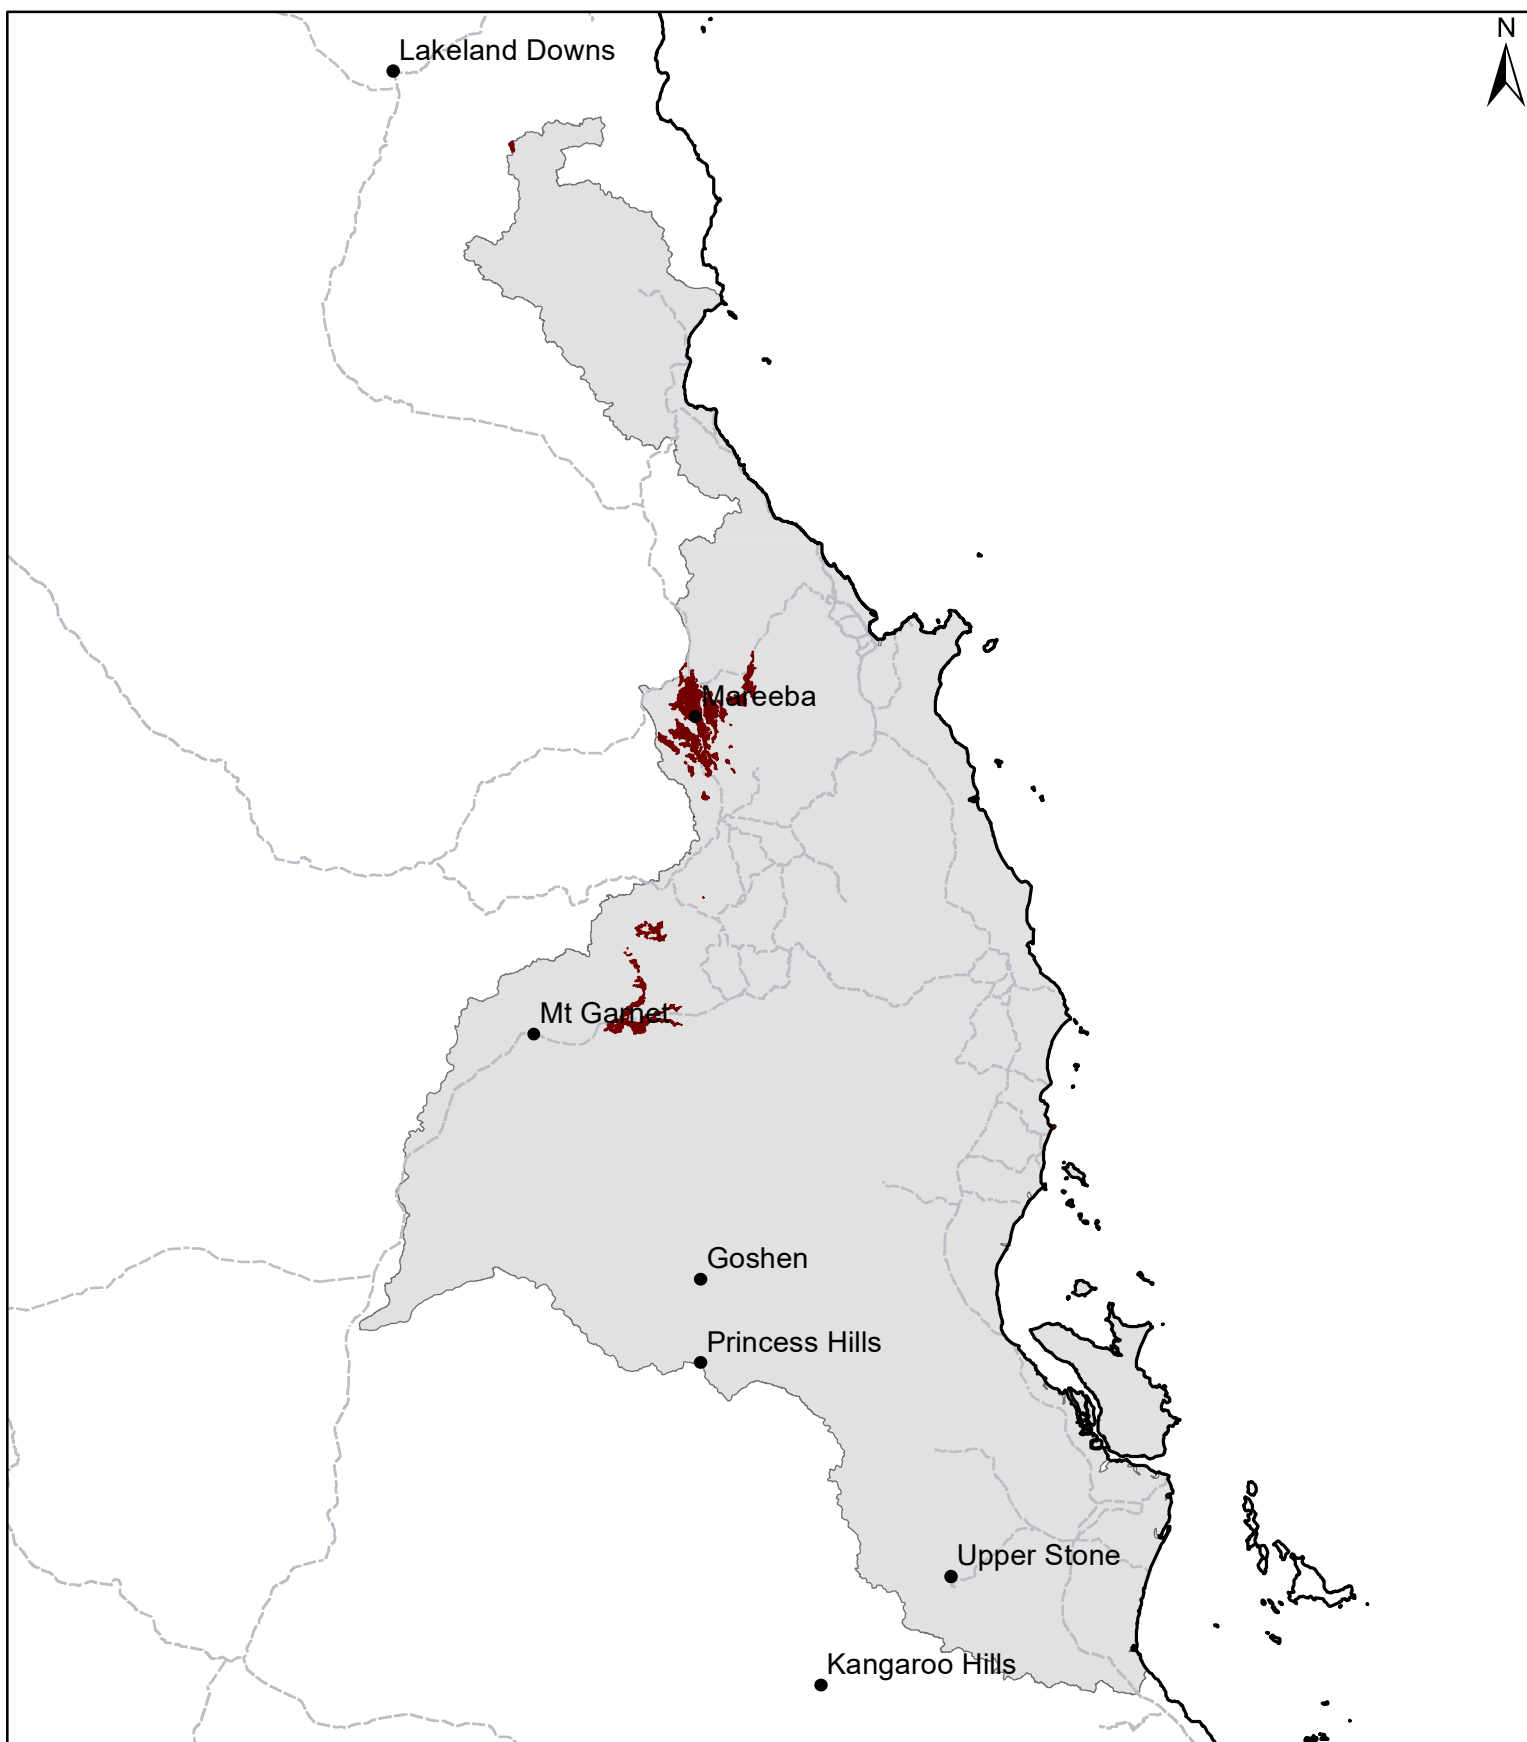 N
Lakeland Downs
Mareeba
Mt Garnet
Goshen
Princess Hills
Upper Stone
Kangaroo Hills